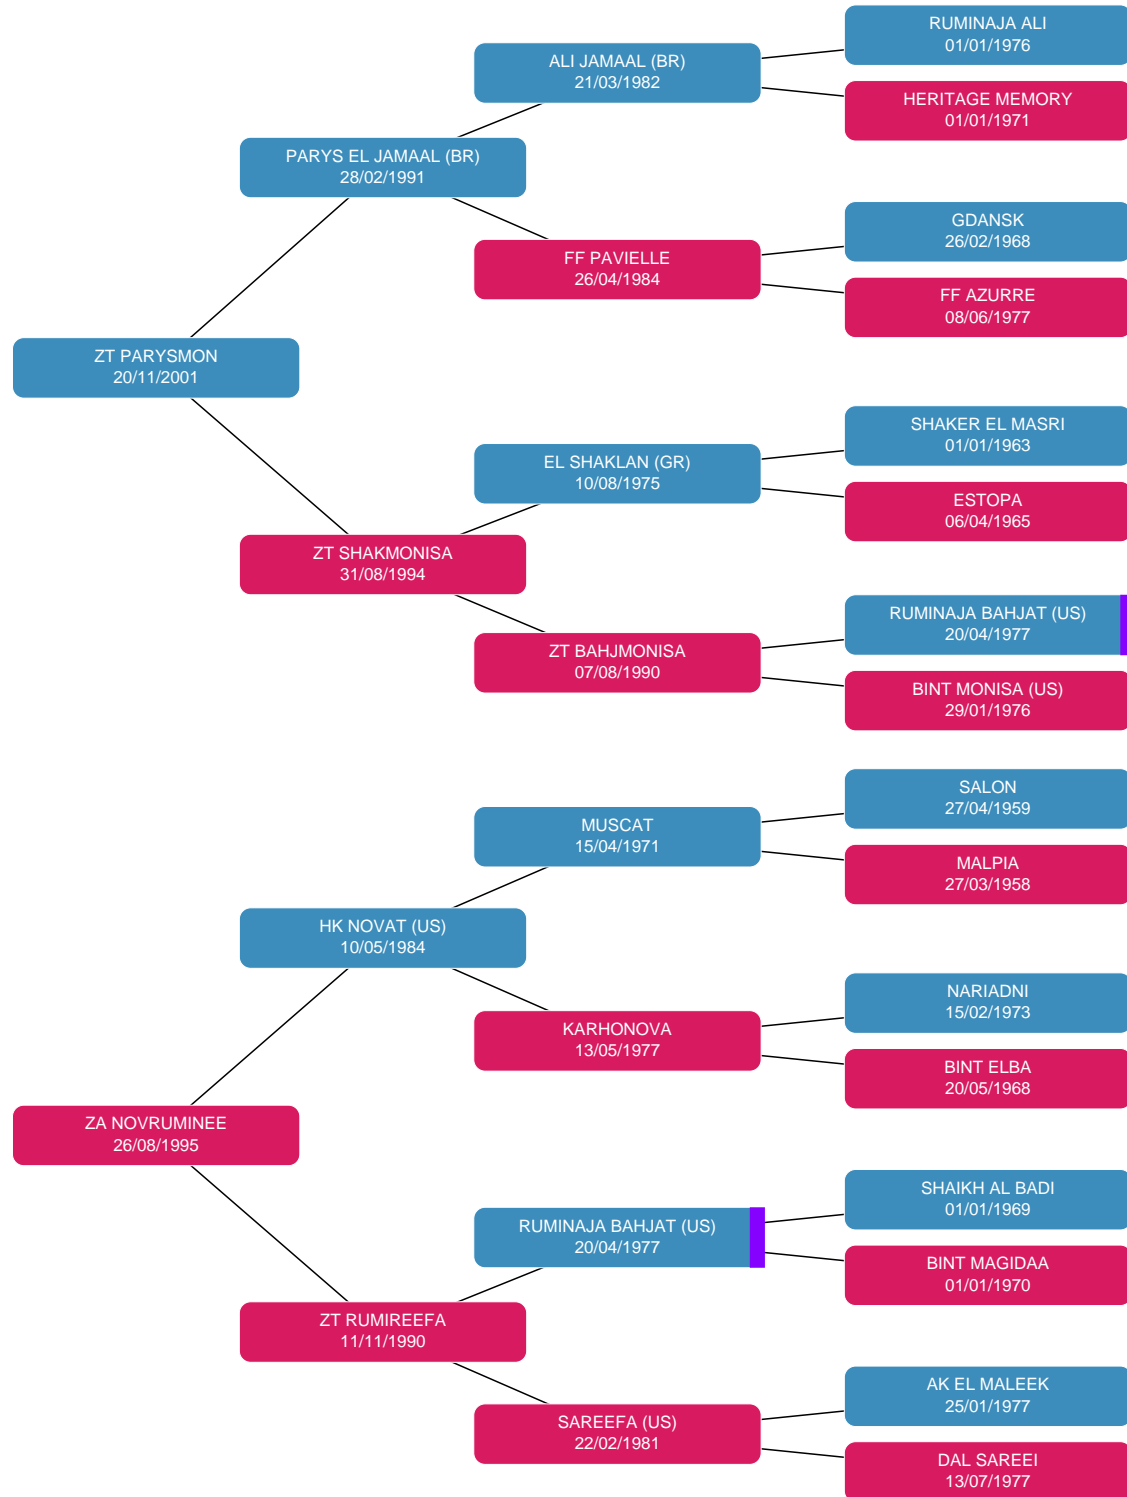 RUMINAJA ALI
01/01/1976
ALI JAMAAL (BR)
21/03/1982
HERITAGE MEMORY
01/01/1971
PARYS EL JAMAAL (BR)
28/02/1991
GDANSK
26/02/1968
FF PAVIELLE
26/04/1984
FF AZURRE
08/06/1977
ZT PARYSMON
20/11/2001
SHAKER EL MASRI
01/01/1963
EL SHAKLAN (GR)
10/08/1975
ESTOPA
06/04/1965
ZT SHAKMONISA
31/08/1994
RUMINAJA BAHJAT (US)
20/04/1977
ZT BAHJMONISA
07/08/1990
BINT MONISA (US)
29/01/1976
SALON
27/04/1959
MUSCAT
15/04/1971
MALPIA
27/03/1958
HK NOVAT (US)
10/05/1984
NARIADNI
15/02/1973
KARHONOVA
13/05/1977
BINT ELBA
20/05/1968
ZA NOVRUMINEE
26/08/1995
SHAIKH AL BADI
01/01/1969
RUMINAJA BAHJAT (US)
20/04/1977
BINT MAGIDAA
01/01/1970
ZT RUMIREEFA
11/11/1990
AK EL MALEEK
25/01/1977
SAREEFA (US)
22/02/1981
DAL SAREEI
13/07/1977